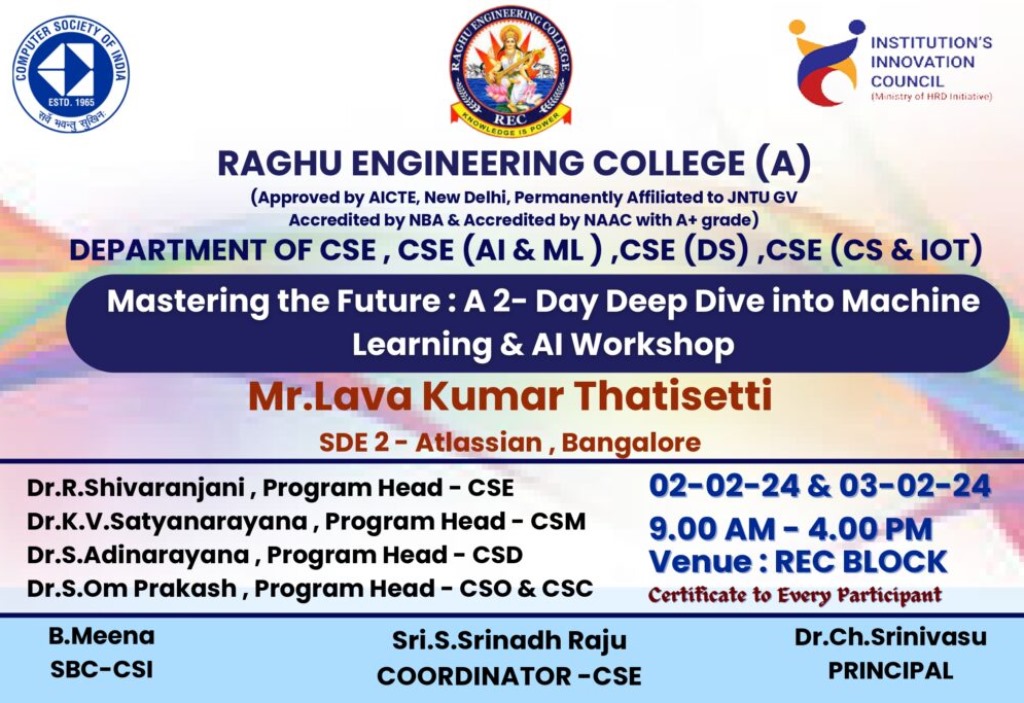 COMPUTER SOCIETY OF INDIA
ESTD. 1965
सर्वे भवन्तु सुखिनः
RAGHU ENGINEERING COLLEGE
REC
KNOWLEDGE IS POWER
INSTITUTION'S
INNOVATION
COUNCIL
(Ministry of HRD Initiative)
RAGHU ENGINEERING COLLEGE (A)
(Approved by AICTE, New Delhi, Permanently Affiliated to JNTU GV
Accredited by NBA & Accredited by NAAC with A+ grade)
DEPARTMENT OF CSE , CSE (AI & ML ) ,CSE (DS) ,CSE (CS & IOT)
Mastering the Future : A 2- Day Deep Dive into Machine
Learning & AI Workshop
Mr.Lava Kumar Thatisetti
SDE 2 - Atlassian , Bangalore
Dr.R.Shivaranjani , Program Head - CSE
Dr.K.V.Satyanarayana , Program Head - CSM
Dr.S.Adinarayana , Program Head - CSD
Dr.S.Om Prakash , Program Head - CSO & CSC
02-02-24 & 03-02-24
9.00 AM - 4.00 PM
Venue : REC BLOCK
Certificate to Every Participant
B.Meena
SBC-CSI
Sri.S.Srinadh Raju
COORDINATOR -CSE
Dr.Ch.Srinivasu
PRINCIPAL